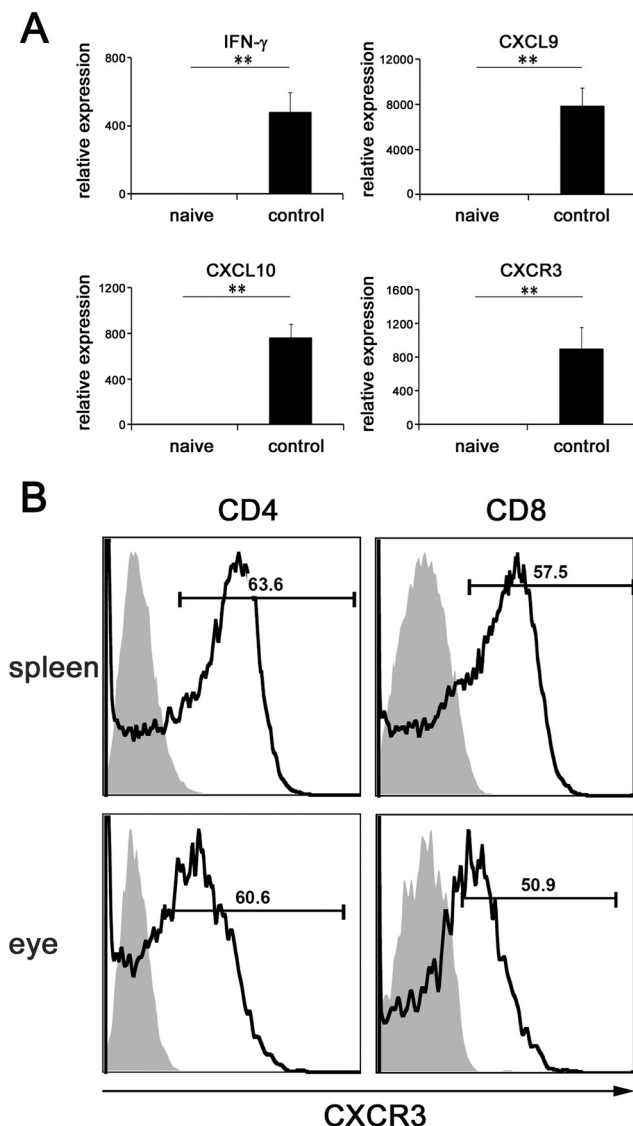 A
IFN-γ
CXCL9
**
**
relative expression
800
400
0
relative expression
12000
8000
4000
0
naive control
naive control
CXCL10
CXCR3
**
**
relative expression
1200
800
400
0
relative expression
1600
1200
800
400
0
naive control
naive control
B
CD4 CD8
spleen
63.6
57.5
eye
60.6
50.9
CXCR3